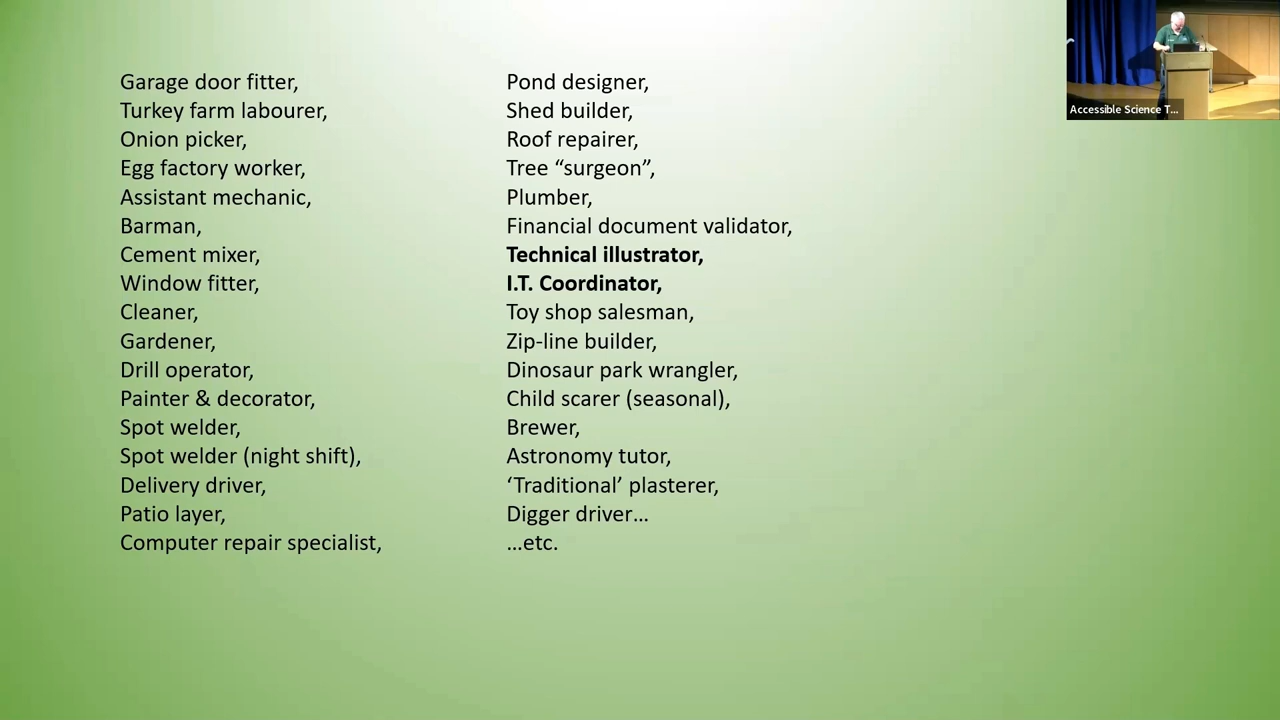 Garage door fitter,
Turkey farm labourer,
Onion picker,
Egg factory worker,
Assistant mechanic,
Barman,
Cement mixer,
Window fitter,
Cleaner,
Gardener,
Drill operator,
Painter & decorator,
Spot welder,
Spot welder (night shift),
Delivery driver,
Patio layer,
Computer repair specialist,
Pond designer,
Shed builder,
Roof repairer,
Tree “surgeon”,
Plumber,
Financial document validator,
Technical illustrator,
I.T. Coordinator,
Toy shop salesman,
Zip-line builder,
Dinosaur park wrangler,
Child scarer (seasonal),
Brewer,
Astronomy tutor,
‘Traditional’ plasterer,
Digger driver…
…etc.
Accessible Science T...